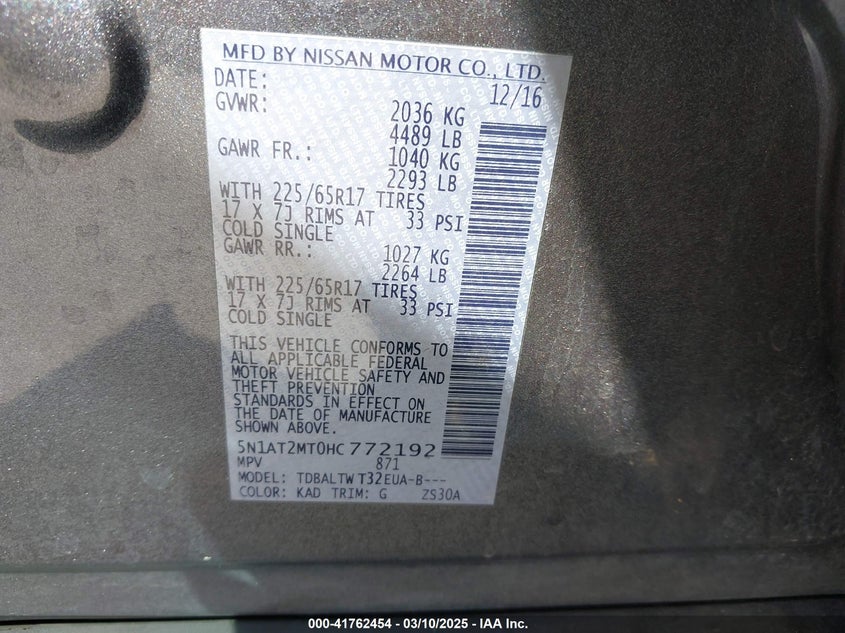 MFD BY NISSAN MOTOR CO., LTD.
DATE: 12/16
GVWR: 2036 KG
4489 LB
GAWR FR.: 1040 KG
2293 LB
WITH 225/65R17 TIRES
17 X 7J RIMS AT 33 PSI
COLD SINGLE
GAWR RR.: 1027 KG
2264 LB
WITH 225/65R17 TIRES
17 X 7J RIMS AT 33 PSI
COLD SINGLE
THIS VEHICLE CONFORMS TO
ALL APPLICABLE FEDERAL
MOTOR VEHICLE SAFETY AND
THEFT PREVENTION
STANDARDS IN EFFECT ON
THE DATE OF MANUFACTURE
SHOWN ABOVE.
5N1AT2MT0HC772192
MPV 871
MODEL: TDBALTW T32EUA-B---
COLOR: KAD TRIM: G ZS30A
000-41762454 — 03/10/2025 — IAA Inc.